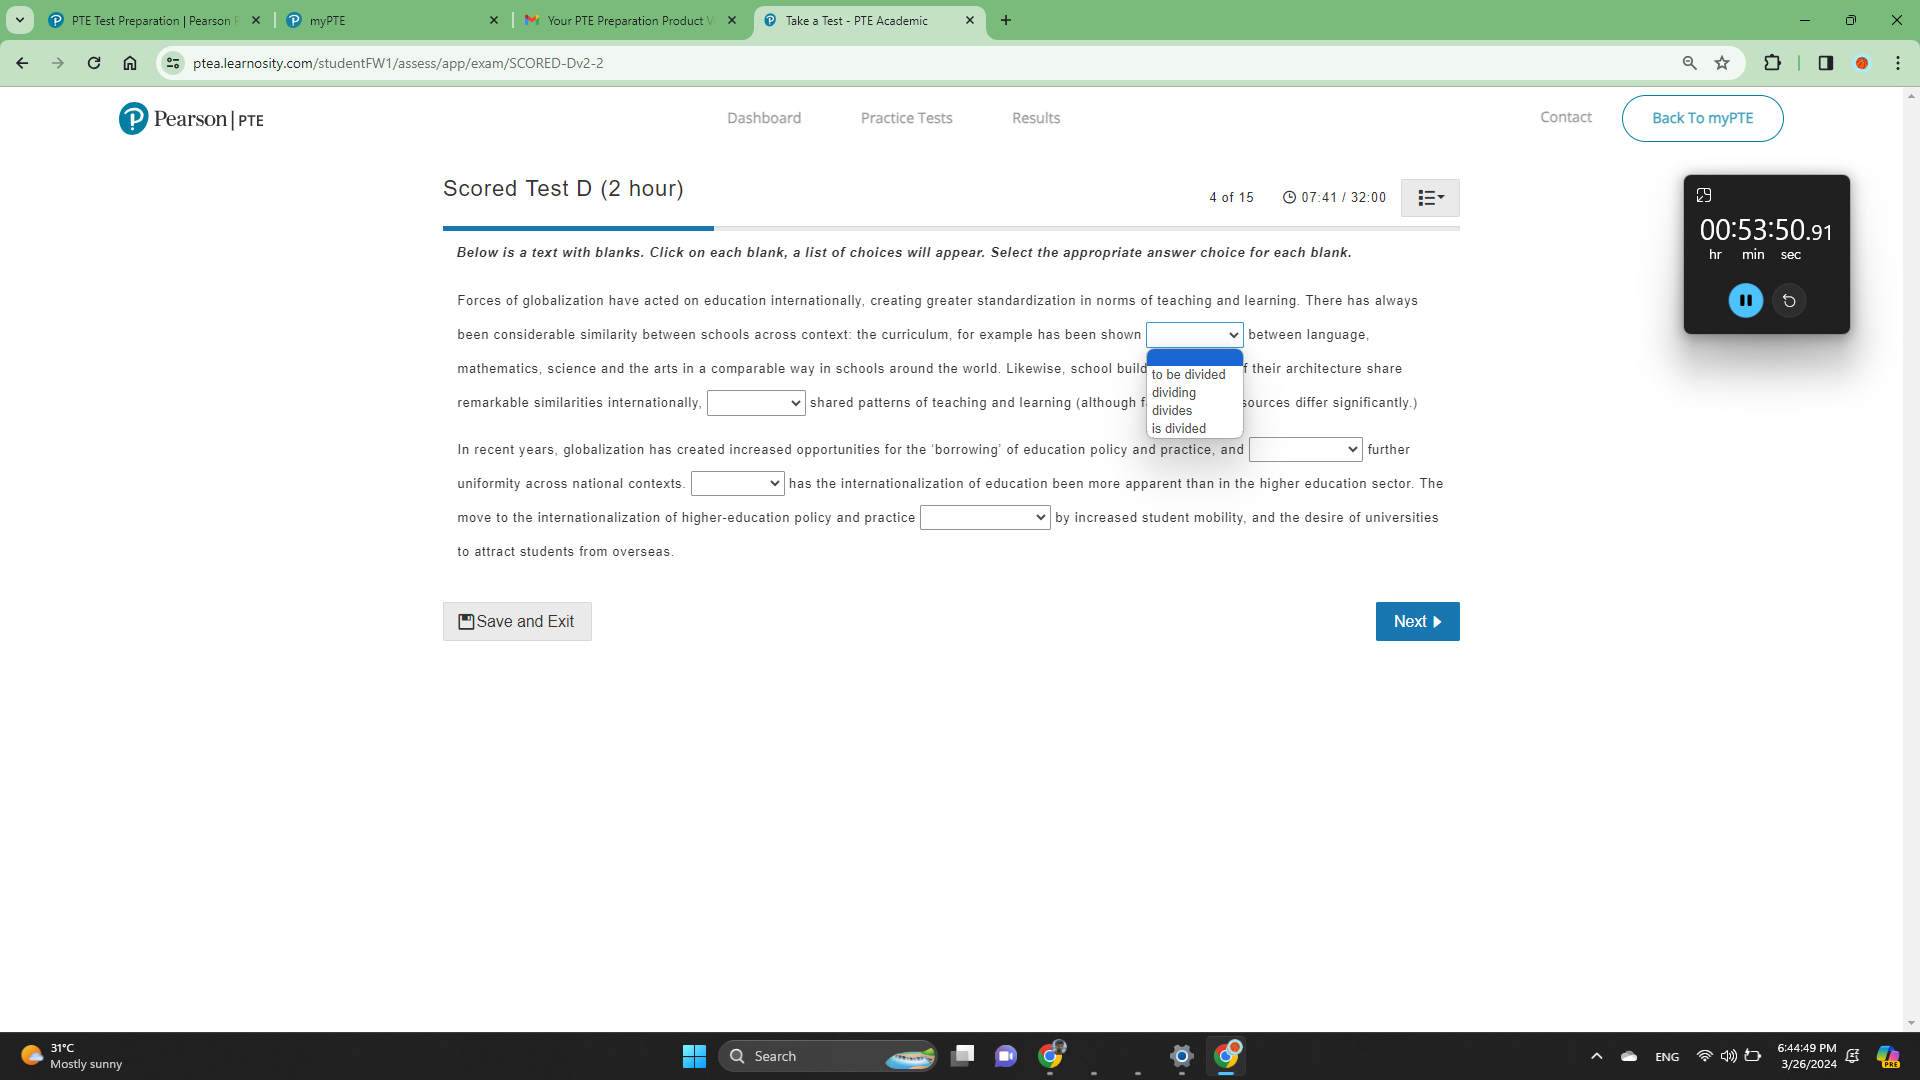 PTE Test Preparation | Pearson P
myPTE
Your PTE Preparation Product V
Take a Test - PTE Academic
ptea.learnosity.com/studentFW1/assess/app/exam/SCORED-Dv2-2
Pearson | PTE
Dashboard
Practice Tests
Results
Contact
Back To myPTE
Scored Test D (2 hour)
4 of 15
07:41 / 32:00
00:53:50.91
hr min sec
Below is a text with blanks. Click on each blank, a list of choices will appear. Select the appropriate answer choice for each blank.
Forces of globalization have acted on education internationally, creating greater standardization in norms of teaching and learning. There has always
been considerable similarity between schools across context: the curriculum, for example has been shown between language,
to be divided
dividing
divides
is divided
mathematics, science and the arts in a comparable way in schools around the world. Likewise, school build f their architecture share
remarkable similarities internationally, shared patterns of teaching and learning (although f sources differ significantly.)
In recent years, globalization has created increased opportunities for the ‘borrowing’ of education policy and practice, and further
uniformity across national contexts. has the internationalization of education been more apparent than in the higher education sector. The
move to the internationalization of higher-education policy and practice by increased student mobility, and the desire of universities
to attract students from overseas.
Save and Exit
Next
31°C
Mostly sunny
Search
ENG
6:44:49 PM
3/26/2024
PRE